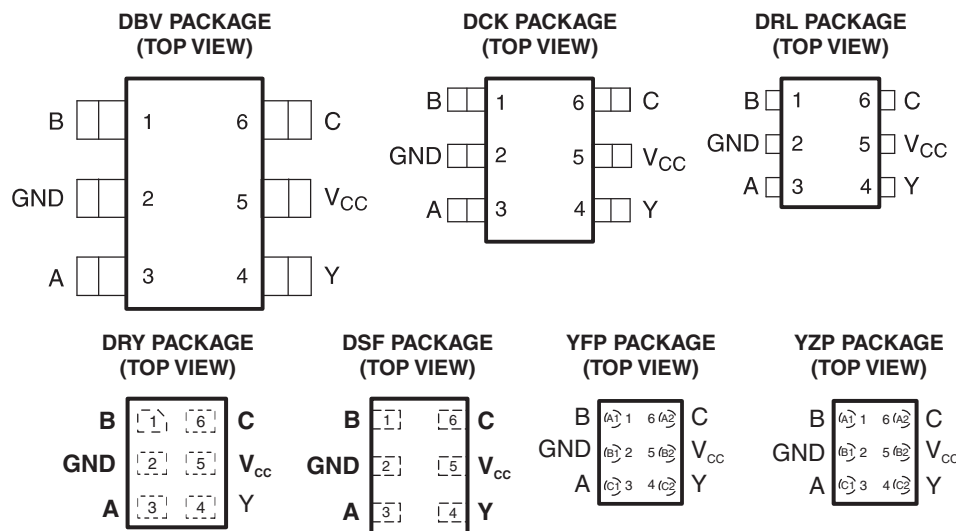 DBV PACKAGE
(TOP VIEW)
B 1 6 C
GND 2 5 VCC
A 3 4 Y
DCK PACKAGE
(TOP VIEW)
B 1 6 C
GND 2 5 VCC
A 3 4 Y
DRL PACKAGE
(TOP VIEW)
B 1 6 C
GND 2 5 VCC
A 3 4 Y
DRY PACKAGE
(TOP VIEW)
B 1 6 C
GND 2 5 Vcc
A 3 4 Y
DSF PACKAGE
(TOP VIEW)
B 1 6 C
GND 2 5 Vcc
A 3 4 Y
YFP PACKAGE
(TOP VIEW)
B A1 1 6 A2 C
GND B1 2 5 B2 VCC
A C1 3 4 C2 Y
YZP PACKAGE
(TOP VIEW)
B A1 1 6 A2 C
GND B1 2 5 B2 VCC
A C1 3 4 C2 Y